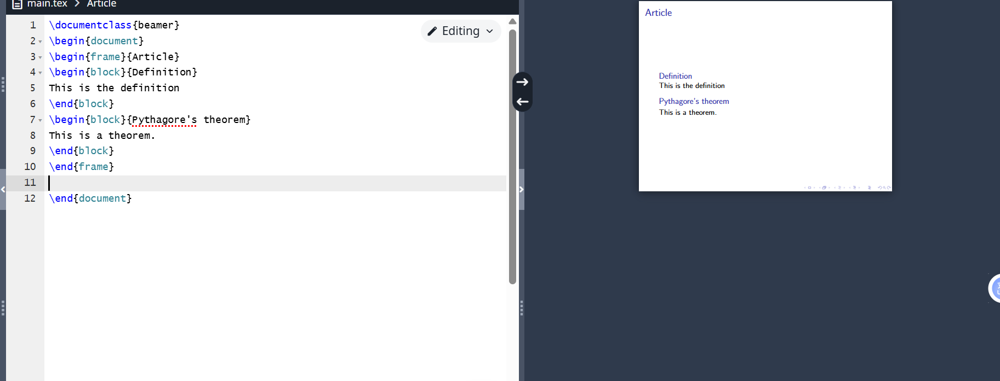 main.tex > Article
1 \documentclass{beamer}
2 \begin{document}
3 \begin{frame}{Article}
4 \begin{block}{Definition}
5 This is the definition
6 \end{block}
7 \begin{block}{Pythagore's theorem}
8 This is a theorem.
9 \end{block}
10 \end{frame}
11
12 \end{document}
Editing
Article
Definition
This is the definition
Pythagore's theorem
This is a theorem.